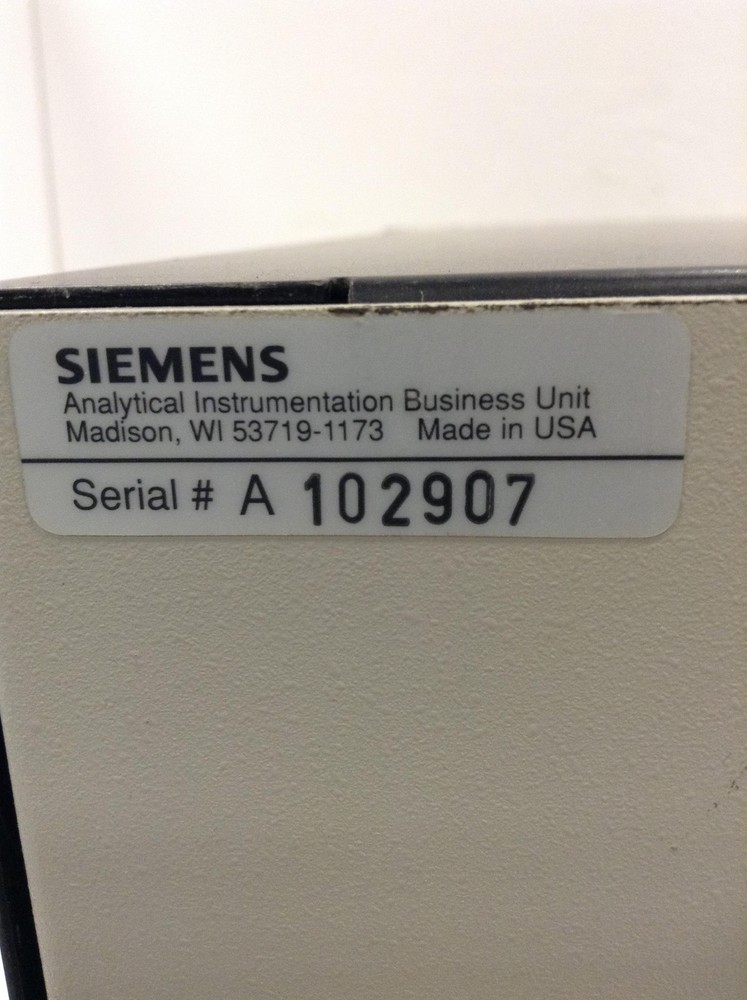 SIEMENS
Analytical Instrumentation Business Unit
Madison, WI 53719-1173 Made in USA
Serial # A 102907